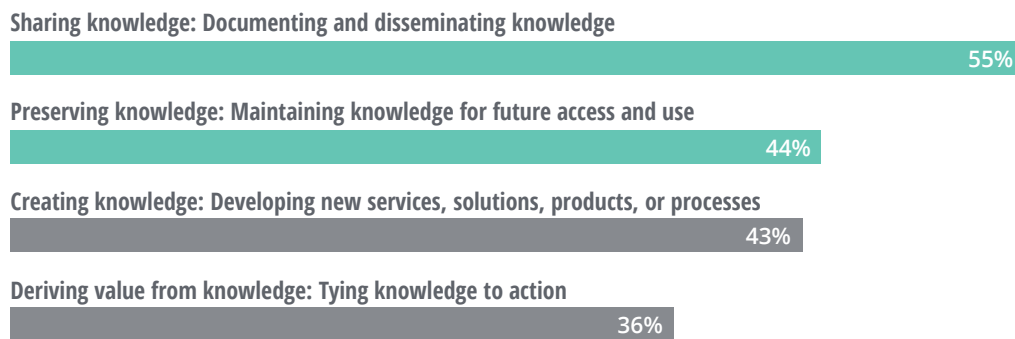 Sharing knowledge: Documenting and disseminating knowledge
55%
Preserving knowledge: Maintaining knowledge for future access and use
44%
Creating knowledge: Developing new services, solutions, products, or processes
43%
Deriving value from knowledge: Tying knowledge to action
36%